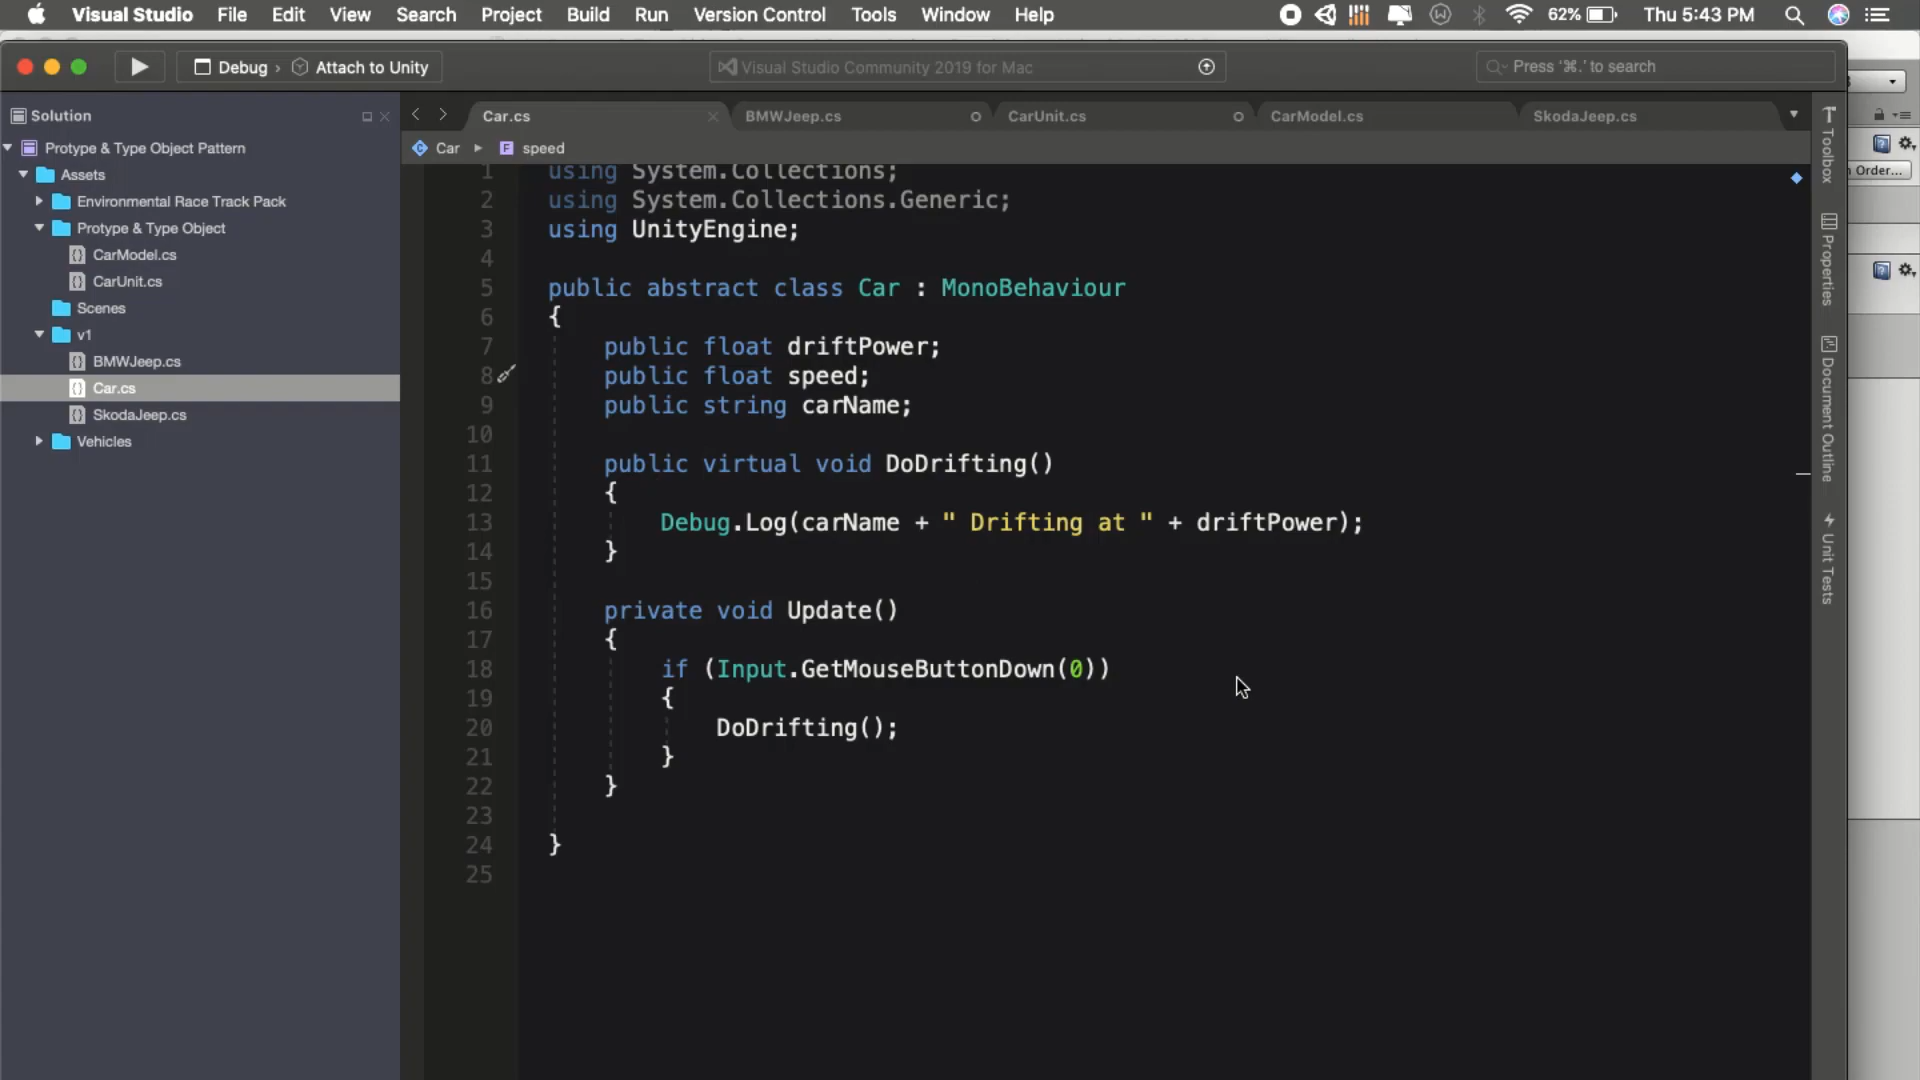 Visual Studio File Edit View Search Project Build Run Version Control Tools Window Help 62% Thu 5:43 PM
Debug › Attach to Unity Visual Studio Community 2019 for Mac Press '⌘.' to search
Solution
Protype & Type Object Pattern
Assets
Environmental Race Track Pack
Protype & Type Object
CarModel.cs
CarUnit.cs
Scenes
v1
BMWJeep.cs
Car.cs
SkodaJeep.cs
Vehicles
Car.cs BMWJeep.cs CarUnit.cs CarModel.cs SkodaJeep.cs
Car speed
1 using System.Collections;
2 using System.Collections.Generic;
3 using UnityEngine;
4
5 public abstract class Car : MonoBehaviour
6 {
7 public float driftPower;
8 public float speed;
9 public string carName;
10
11 public virtual void DoDrifting()
12 {
13 Debug.Log(carName + " Drifting at " + driftPower);
14 }
15
16 private void Update()
17 {
18 if (Input.GetMouseButtonDown(0))
19 {
20 DoDrifting();
21 }
22 }
23
24 }
25
Toolbox
Properties
Document Outline
Unit Tests
Order...